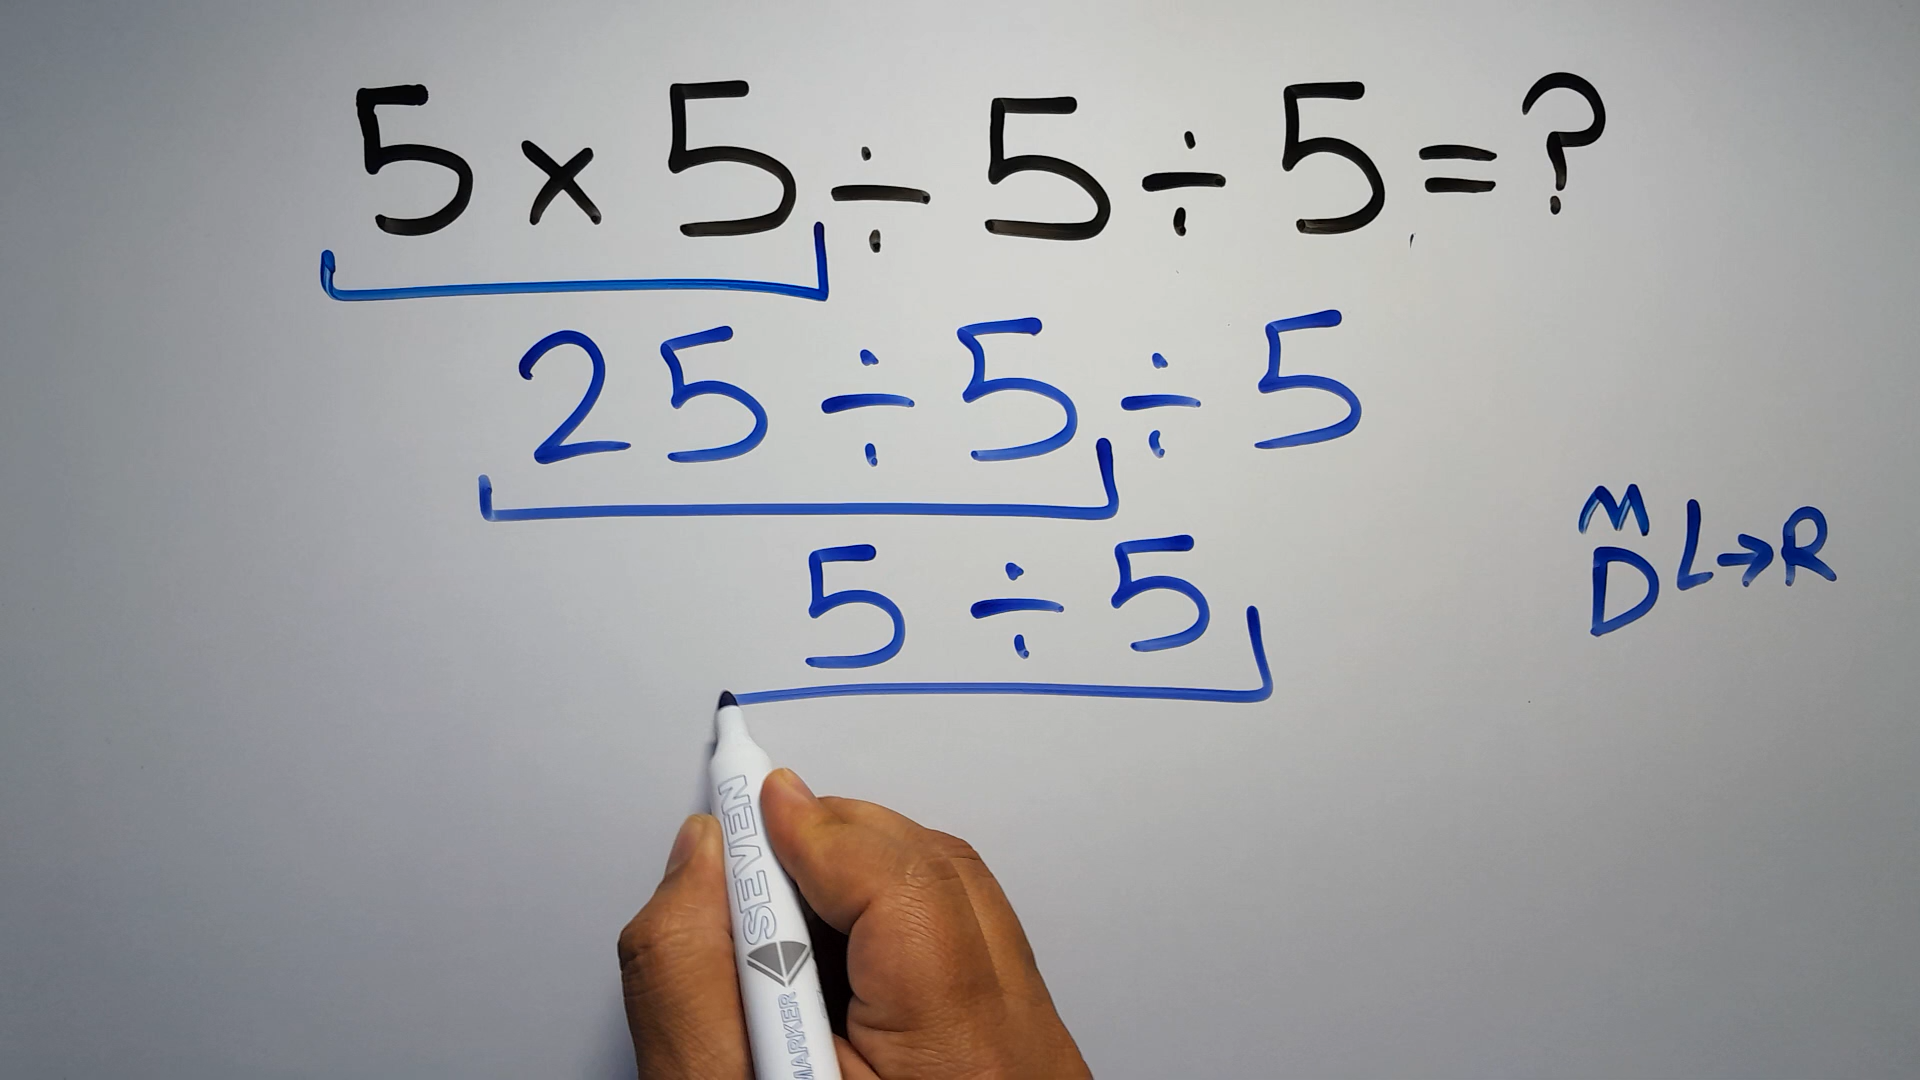 5 × 5 ÷ 5 ÷ 5 = ?
25 ÷ 5 ÷ 5
5 ÷ 5
M
D L→R
SEVEN
MARKER